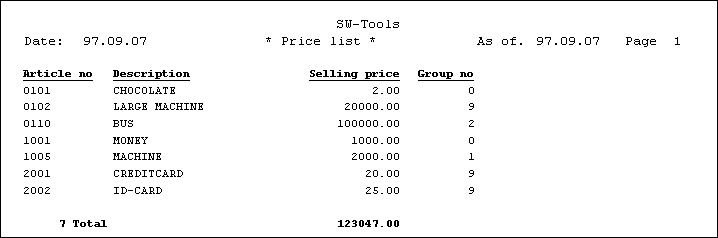 SW-Tools
Date: 97.09.07 * Price list * As of. 97.09.07 Page 1
Article no Description Selling price Group no
0101 CHOCOLATE 2.00 0
0102 LARGE MACHINE 20000.00 9
0110 BUS 100000.00 2
1001 MONEY 1000.00 0
1005 MACHINE 2000.00 1
2001 CREDITCARD 20.00 9
2002 ID-CARD 25.00 9
7 Total 123047.00